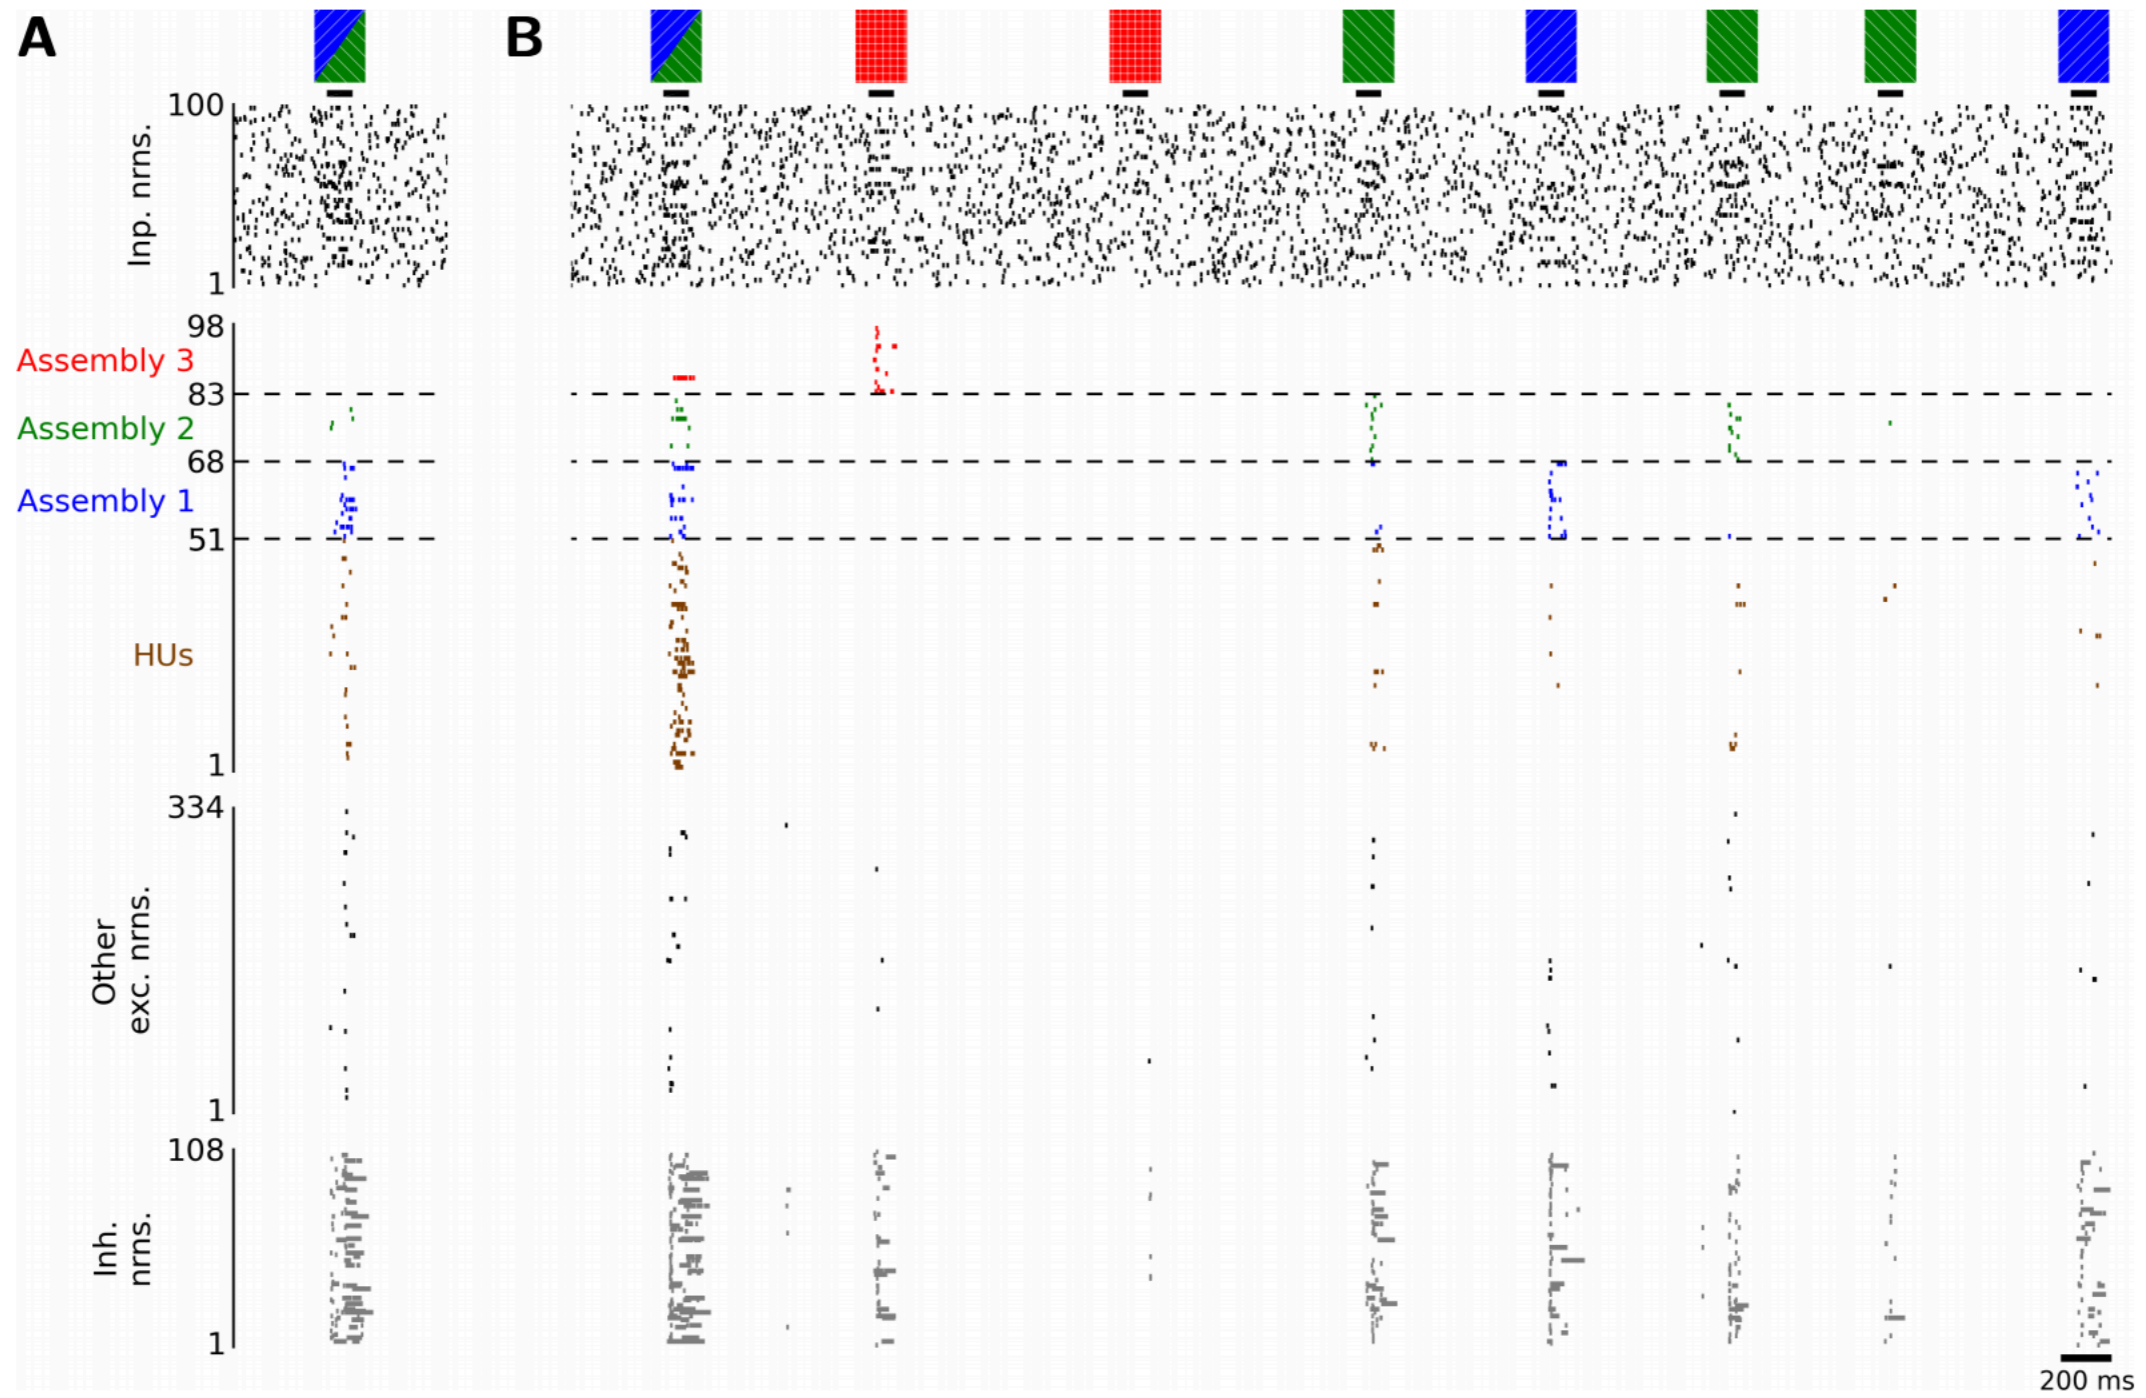 A
B
100
Inp. nrns.
1
98
Assembly 3
83
Assembly 2
68
Assembly 1
51
HUs
1
334
Other
exc. nrns.
1
108
Inh.
nrns.
1
200 ms